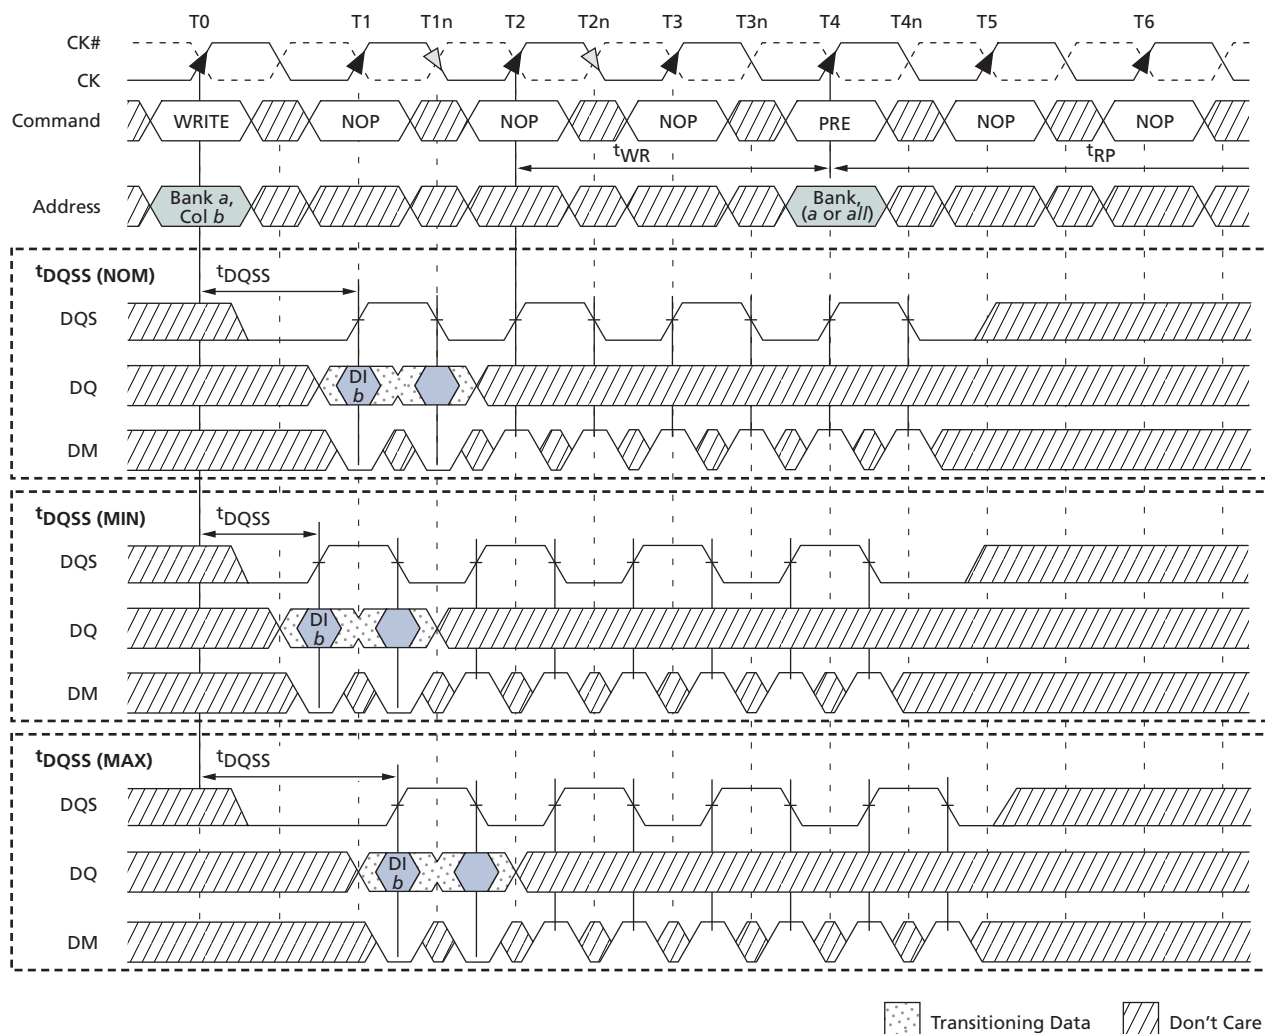 T0 T1 T1n T2 T2n T3 T3n T4 T4n T5 T6
CK#
CK
Command WRITE NOP NOP NOP PRE NOP NOP
tWR tRP
Address Bank a, Col b Bank, (a or all)
tDQSS (NOM) tDQSS
DQS
DQ DI b
DM
tDQSS (MIN) tDQSS
DQS
DQ DI b
DM
tDQSS (MAX) tDQSS
DQS
DQ DI b
DM
Transitioning Data Don't Care